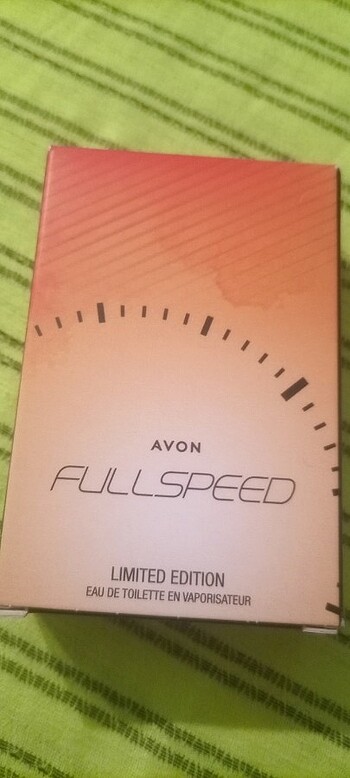 AVON
FULLSPEED
LIMITED EDITION
EAU DE TOILETTE EN VAPORISATEUR